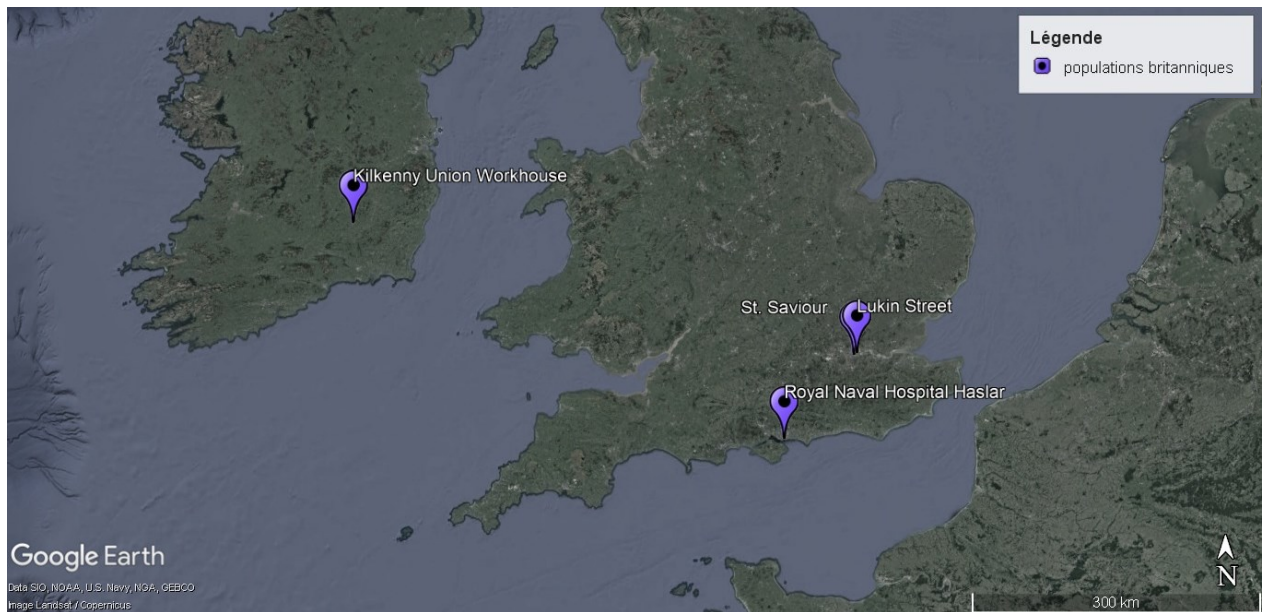 Légende
populations britanniques
Kilkenny Union Workhouse
St. Saviour
Lukin Street
Royal Naval Hospital Haslar
Google Earth
Data SIO, NOAA, U.S. Navy, NGA, GEBCO
Image Landsat / Copernicus
N
300 km